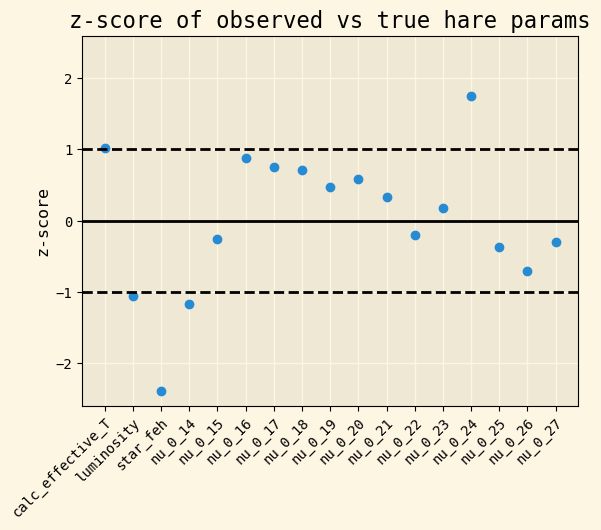 z-score of observed vs true hare params
z-score
2
1
0
−1
−2
calc_effective_T
luminosity
star_feh
nu_0_14
nu_0_15
nu_0_16
nu_0_17
nu_0_18
nu_0_19
nu_0_20
nu_0_21
nu_0_22
nu_0_23
nu_0_24
nu_0_25
nu_0_26
nu_0_27